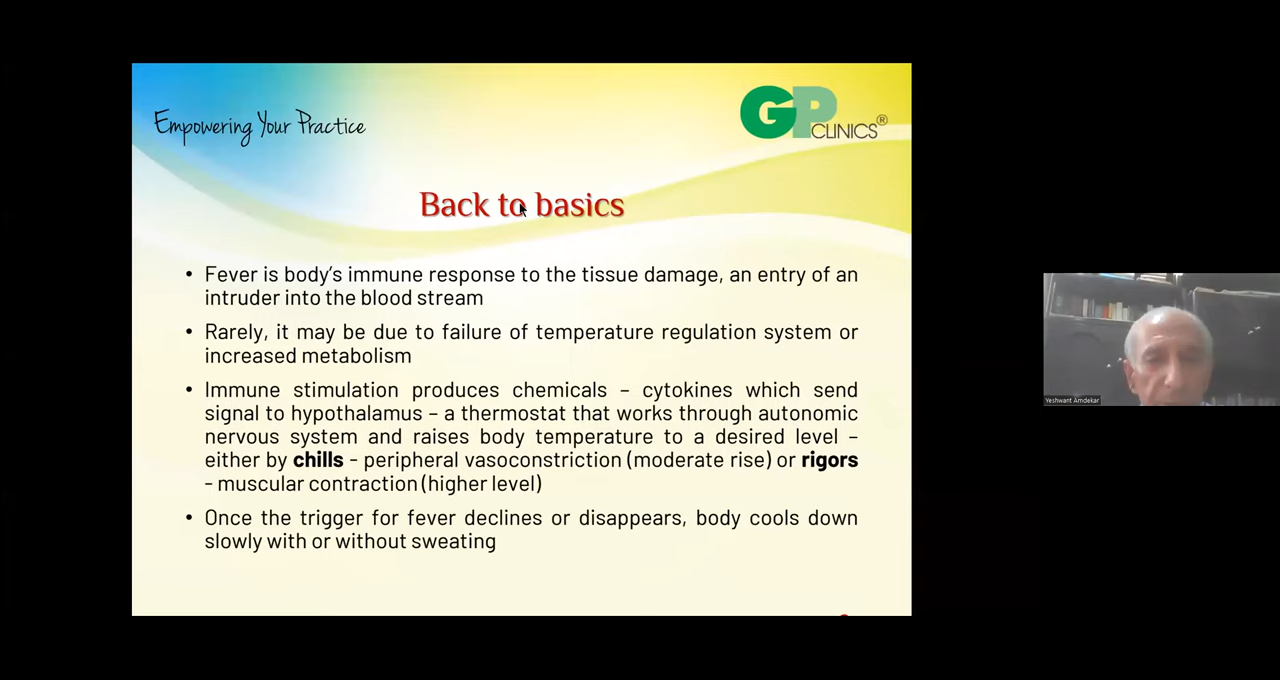 Empowering Your Practice
GP CLINICS®
Back to basics
• Fever is body's immune response to the tissue damage, an entry of an
intruder into the blood stream
• Rarely, it may be due to failure of temperature regulation system or
increased metabolism
• Immune stimulation produces chemicals – cytokines which send
signal to hypothalamus – a thermostat that works through autonomic
nervous system and raises body temperature to a desired level –
either by chills - peripheral vasoconstriction (moderate rise) or rigors
- muscular contraction (higher level)
• Once the trigger for fever declines or disappears, body cools down
slowly with or without sweating
Yeshwant Amdekar